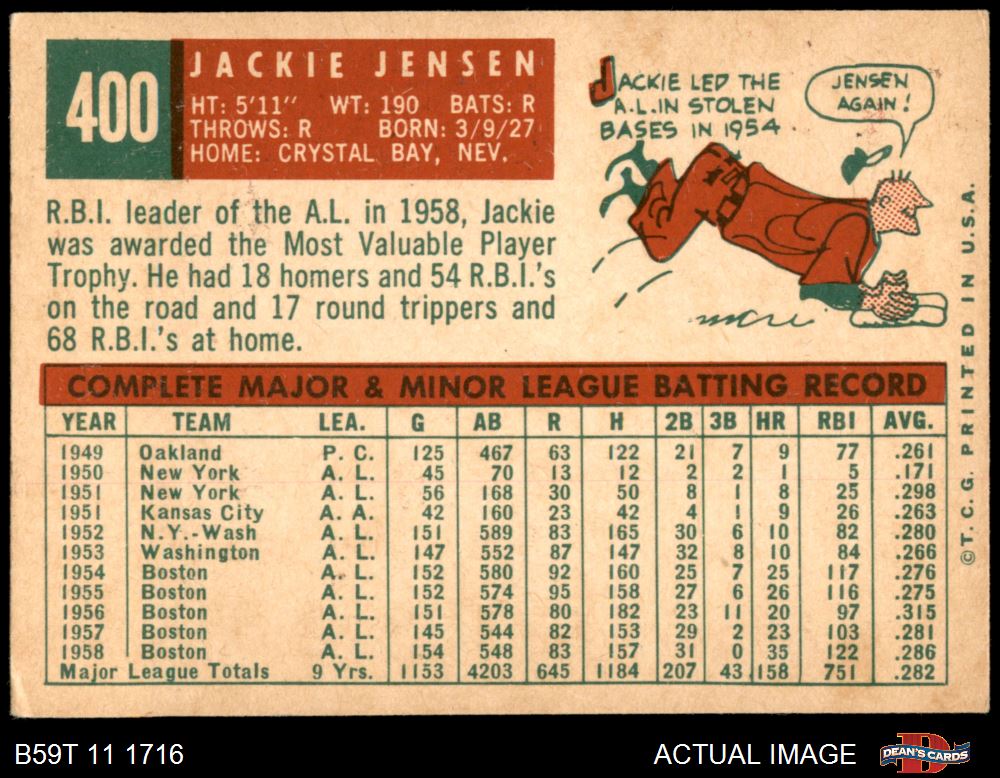 400
JACKIE JENSEN
HT: 5'11" WT: 190 BATS: R
THROWS: R BORN: 3/9/27
HOME: CRYSTAL BAY, NEV.
R.B.I. leader of the A.L. in 1958, Jackie
was awarded the Most Valuable Player
Trophy. He had 18 homers and 54 R.B.I.'s
on the road and 17 round trippers and
68 R.B.I.'s at home.
JACKIE LED THE
A.L. IN STOLEN
BASES IN 1954
JENSEN
AGAIN!
COMPLETE MAJOR & MINOR LEAGUE BATTING RECORD
YEAR TEAM LEA. G AB R H 2B 3B HR RBI AVG.
1949 Oakland P. C. 125 467 63 122 21 7 9 77 .261
1950 New York A. L. 45 70 13 12 2 2 1 5 .171
1951 New York A. L. 56 168 30 50 8 1 8 25 .298
1951 Kansas City A. A. 42 160 23 42 4 1 9 26 .263
1952 N.Y.-Wash A. L. 151 589 83 165 30 6 10 82 .280
1953 Washington A. L. 147 552 87 147 32 8 10 84 .266
1954 Boston A. L. 152 580 92 160 25 7 25 117 .276
1955 Boston A. L. 152 574 95 158 27 6 26 116 .275
1956 Boston A. L. 151 578 80 182 23 11 20 97 .315
1957 Boston A. L. 145 544 82 153 29 2 23 103 .281
1958 Boston A. L. 154 548 83 157 31 0 35 122 .286
Major League Totals 9 Yrs. 1153 4203 645 1184 207 43 158 751 .282
© T. C. G. PRINTED IN U.S.A.
B59T 11 1716
ACTUAL IMAGE
DEAN'S CARDS